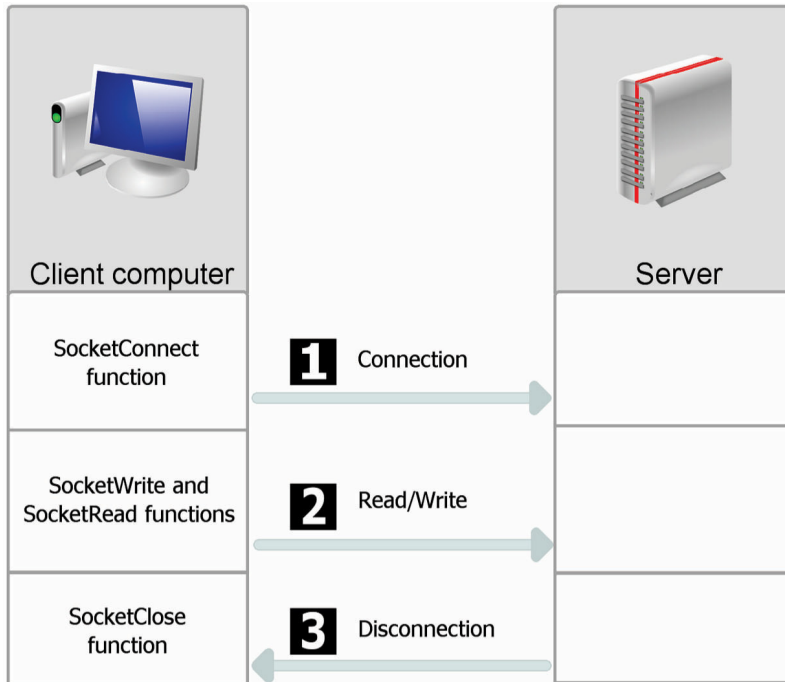 Client computer
Server
SocketConnect
function
1 Connection
SocketWrite and
SocketRead functions
2 Read/Write
SocketClose
function
3 Disconnection